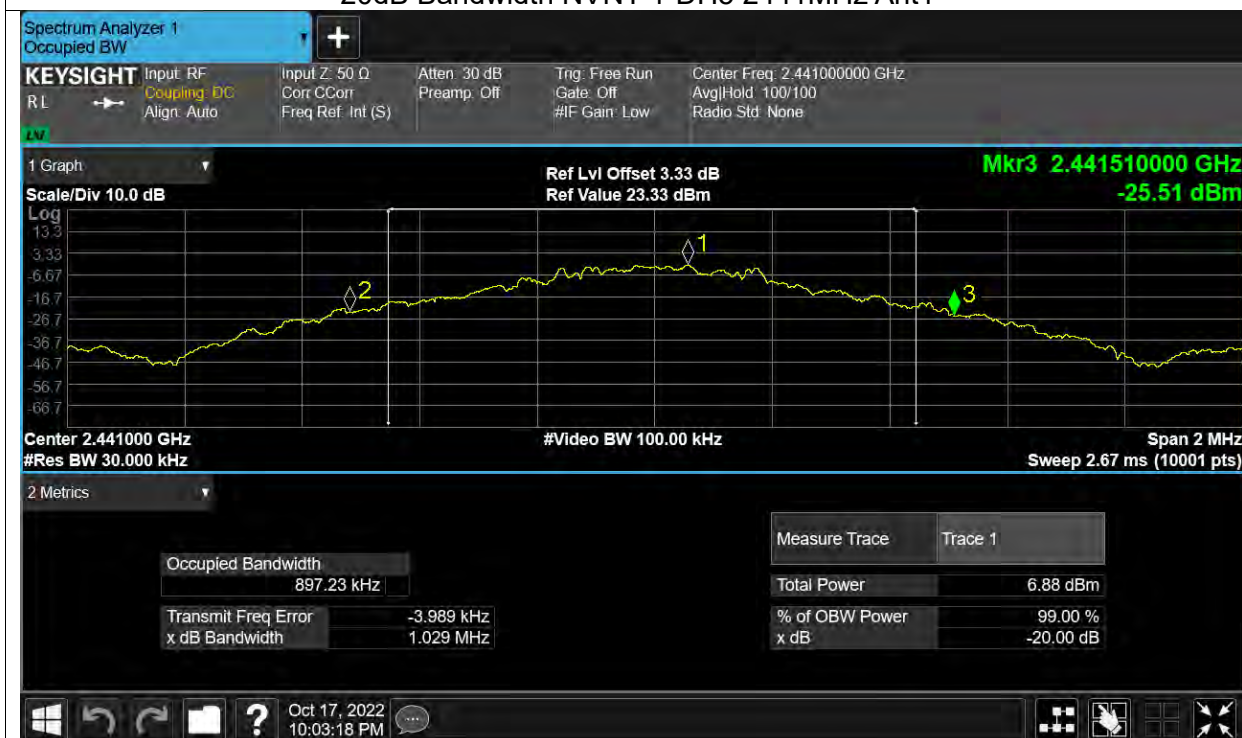 20dB Bandwidth NVNT 1-DH5 2441MHz Ant1
Spectrum Analyzer 1
Occupied BW
+
KEYSIGHT Input: RF Input Z: 50 Ω Atten: 30 dB Trig: Free Run Center Freq: 2.441000000 GHz
RL Coupling: DC Corr CCorr Preamp: Off Gate: Off Avg|Hold: 100/100
Align: Auto Freq Ref: Int (S) #IF Gain: Low Radio Std: None
LW
1 Graph Ref Lvl Offset 3.33 dB Mkr3 2.441510000 GHz
Scale/Div 10.0 dB Ref Value 23.33 dBm -25.51 dBm
Log
13.3
3.33
-6.67
-16.7
-26.7
-36.7
-46.7
-56.7
-66.7
1
2
3
Center 2.441000 GHz #Video BW 100.00 kHz Span 2 MHz
#Res BW 30.000 kHz Sweep 2.67 ms (10001 pts)
2 Metrics
Measure Trace Trace 1
Occupied Bandwidth
897.23 kHz Total Power 6.88 dBm
Transmit Freq Error -3.989 kHz % of OBW Power 99.00 %
x dB Bandwidth 1.029 MHz x dB -20.00 dB
? Oct 17, 2022
10:03:18 PM